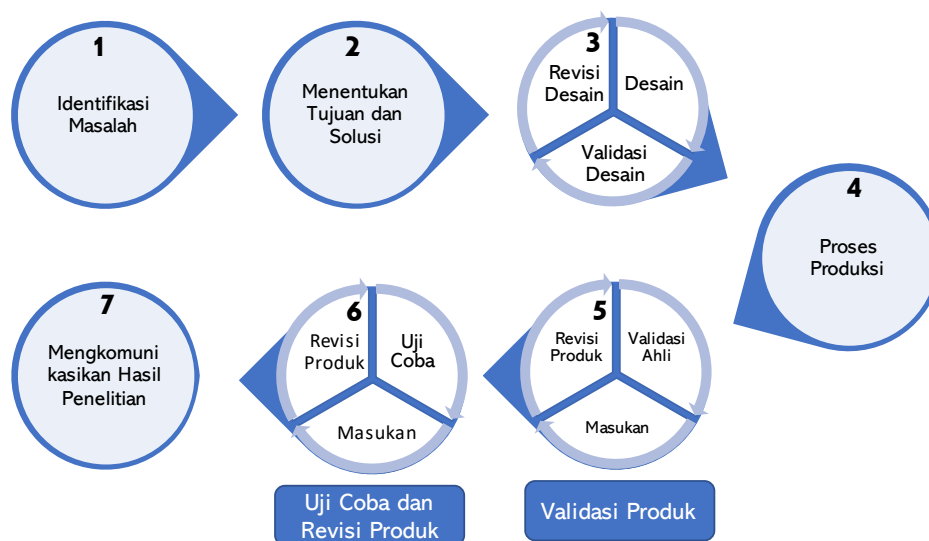 1
Identifikasi
Masalah
2
Menentukan
Tujuan dan
Solusi
3
Revisi
Desain
Desain
Validasi
Desain
4
Proses
Produksi
5
Revisi
Produk
Validasi
Ahli
Masukan
Validasi Produk
6
Revisi
Produk
Uji
Coba
Masukan
Uji Coba dan
Revisi Produk
7
Mengkomuni
kasikan Hasil
Penelitian